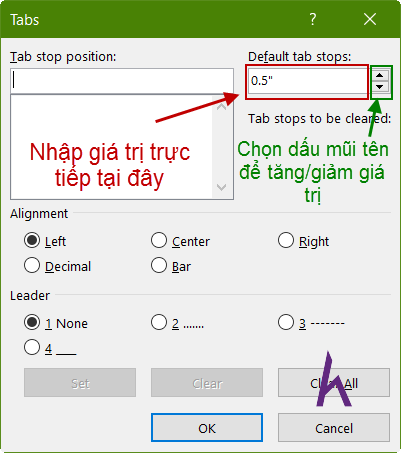 Tabs
?
Tab stop position:
Default tab stops:
0.5"
Tab stops to be cleared:
Nhập giá trị trực
tiếp tại đây
Chọn dấu mũi tên
để tăng/giảm giá
trị
Alignment
Left
Center
Right
Decimal
Bar
Leader
1 None
2 .......
3 -------
4 ___
Set
Clear
Clear All
OK
Cancel